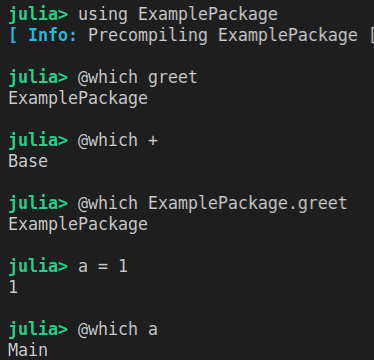 julia> using ExamplePackage
[ Info: Precompiling ExamplePackage [
julia> @which greet
ExamplePackage
julia> @which +
Base
julia> @which ExamplePackage.greet
ExamplePackage
julia> a = 1
1
julia> @which a
Main